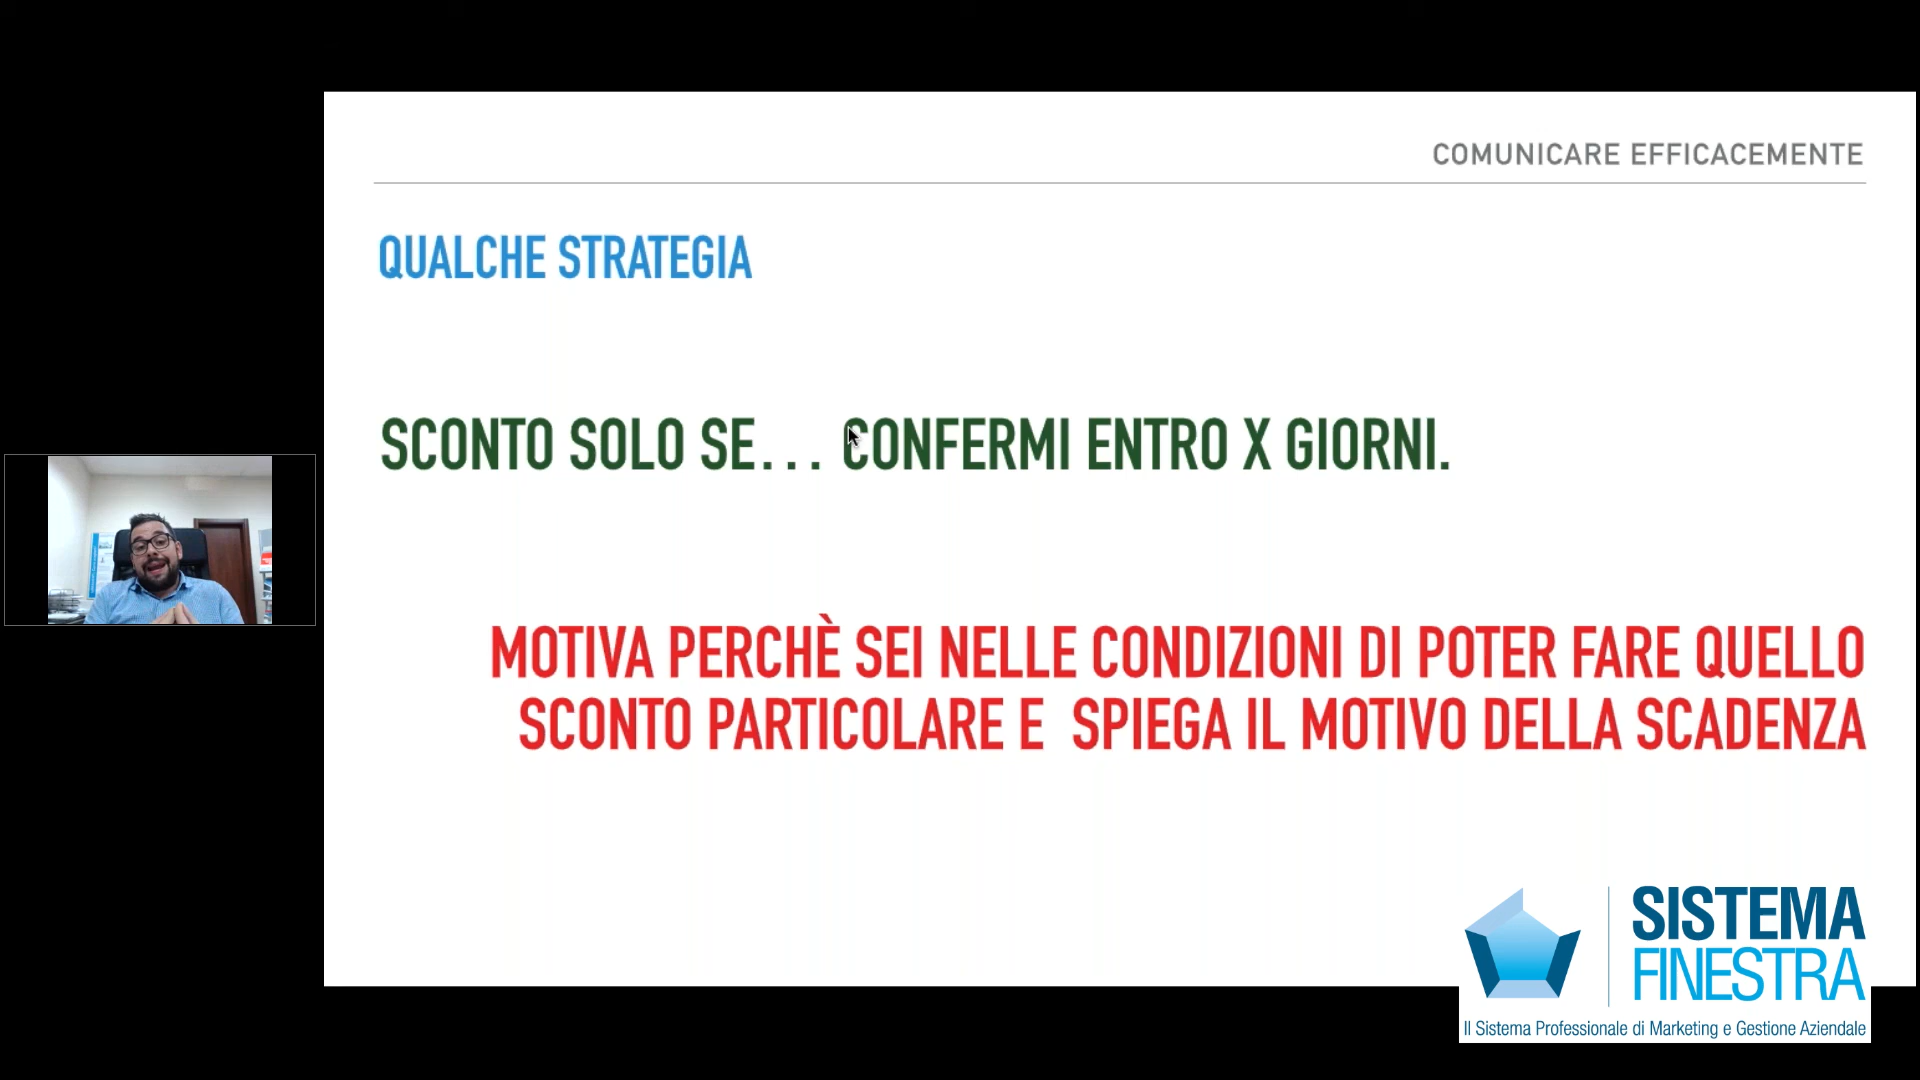 COMUNICARE EFFICACEMENTE
QUALCHE STRATEGIA
SCONTO SOLO SE... CONFERMI ENTRO X GIORNI.
MOTIVA PERCHÈ SEI NELLE CONDIZIONI DI POTER FARE QUELLO
SCONTO PARTICOLARE E SPIEGA IL MOTIVO DELLA SCADENZA
SISTEMA
FINESTRA
Il Sistema Professionale di Marketing e Gestione Aziendale